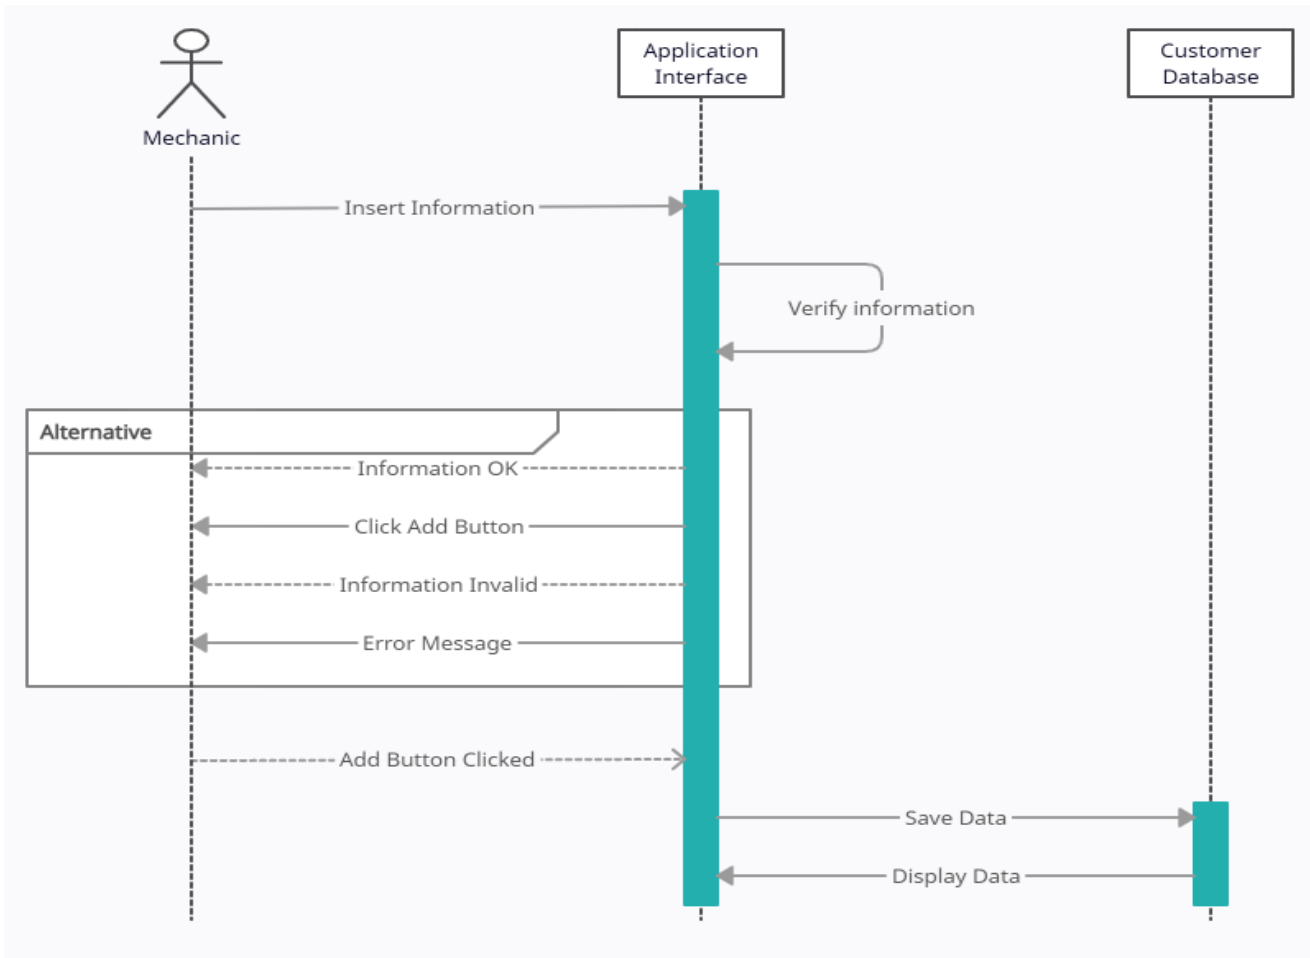 Application
Interface
Customer
Database
Mechanic
Insert Information
Verify information
Alternative
Information OK
Click Add Button
Information Invalid
Error Message
Add Button Clicked
Save Data
Display Data